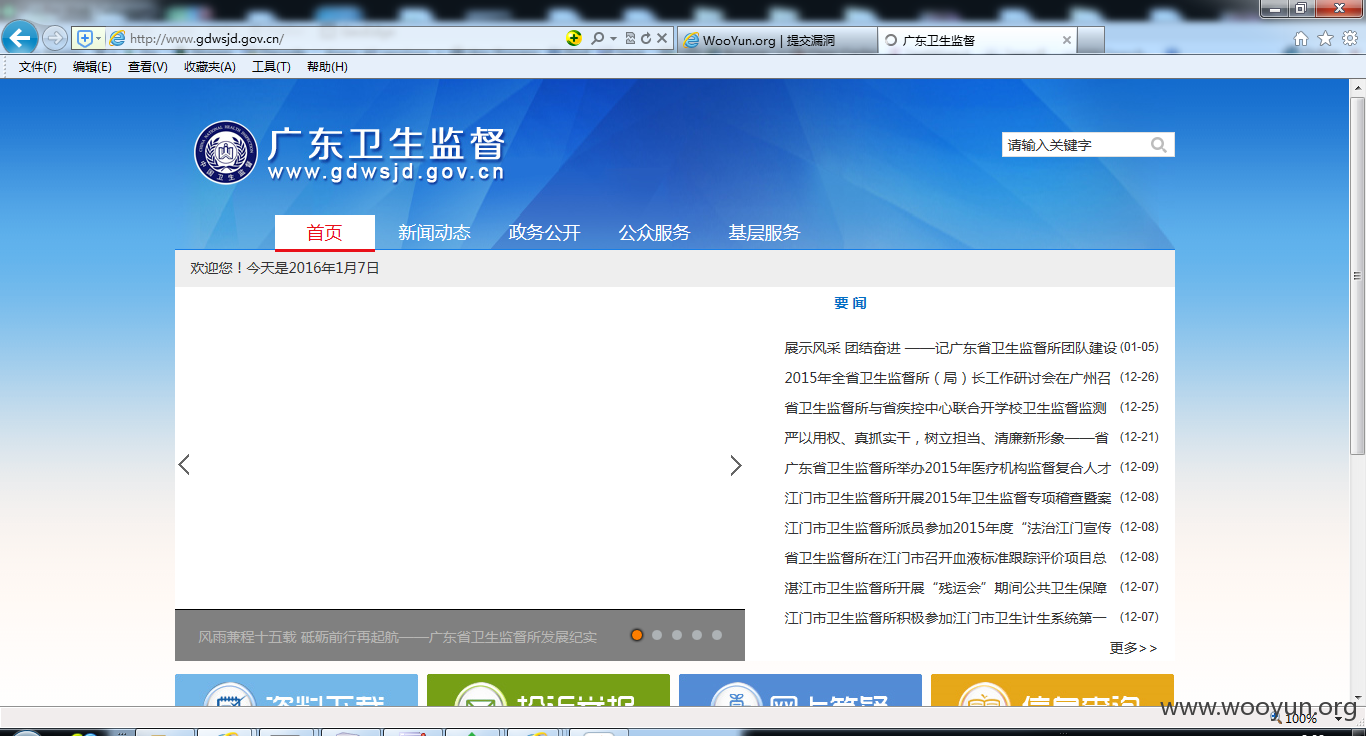 http://www.gdwsjd.gov.cn/
WooYun.org | 提交漏洞
广东卫生监督
文件(F) 编辑(E) 查看(V) 收藏夹(A) 工具(T) 帮助(H)
广东卫生监督
www.gdwsjd.gov.cn
请输入关键字
首页 新闻动态 政务公开 公众服务 基层服务
欢迎您！今天是2016年1月7日
要闻
展示风采 团结奋进 ——记广东省卫生监督所团队建设 (01-05)
2015年全省卫生监督所（局）长工作研讨会在广州召 (12-26)
省卫生监督所与省疾控中心联合开学校卫生监督监测 (12-25)
严以用权、真抓实干，树立担当、清廉新形象——省 (12-21)
广东省卫生监督所举办2015年医疗机构监督复合人才 (12-09)
江门市卫生监督所开展2015年卫生监督专项稽查暨案 (12-08)
江门市卫生监督所派员参加2015年度“法治江门宣传 (12-08)
省卫生监督所在江门市召开血液标准跟踪评价项目总 (12-08)
湛江市卫生监督所开展“残运会”期间公共卫生保障 (12-07)
江门市卫生监督所积极参加江门市卫生计生系统第一 (12-07)
更多>>
风雨兼程十五载 砥砺前行再起航——广东省卫生监督所发展纪实
资料下载 投诉举报 网上答疑 信息查询
www.wooyun.org
100%